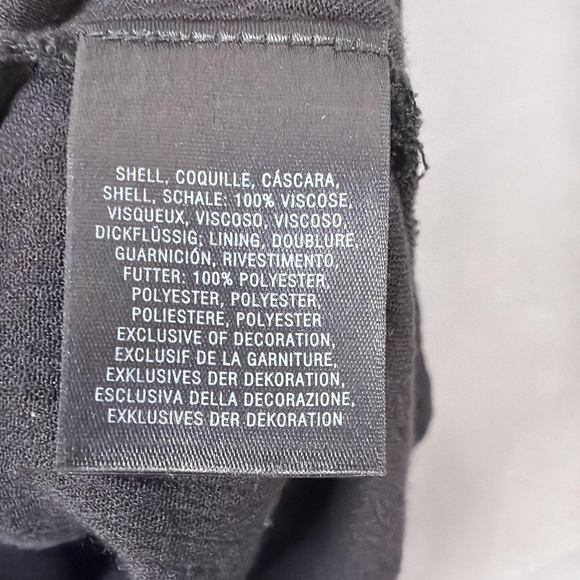 SHELL, COQUILLE, CÁSCARA,
SHELL, SCHALE: 100% VISCOSE,
VISQUEUX, VISCOSO, VISCOSO
DICKFLÜSSIG; LINING, DOUBLURE,
GUARNICIÓN, RIVESTIMENTO,
FUTTER: 100% POLYESTER,
POLYESTER, POLYESTER,
POLIESTERE, POLYESTER
EXCLUSIVE OF DECORATION,
EXCLUSIF DE LA GARNITURE,
EXKLUSIVES DER DEKORATION,
ESCLUSIVA DELLA DECORAZIONE,
EXKLUSIVES DER DEKORATION